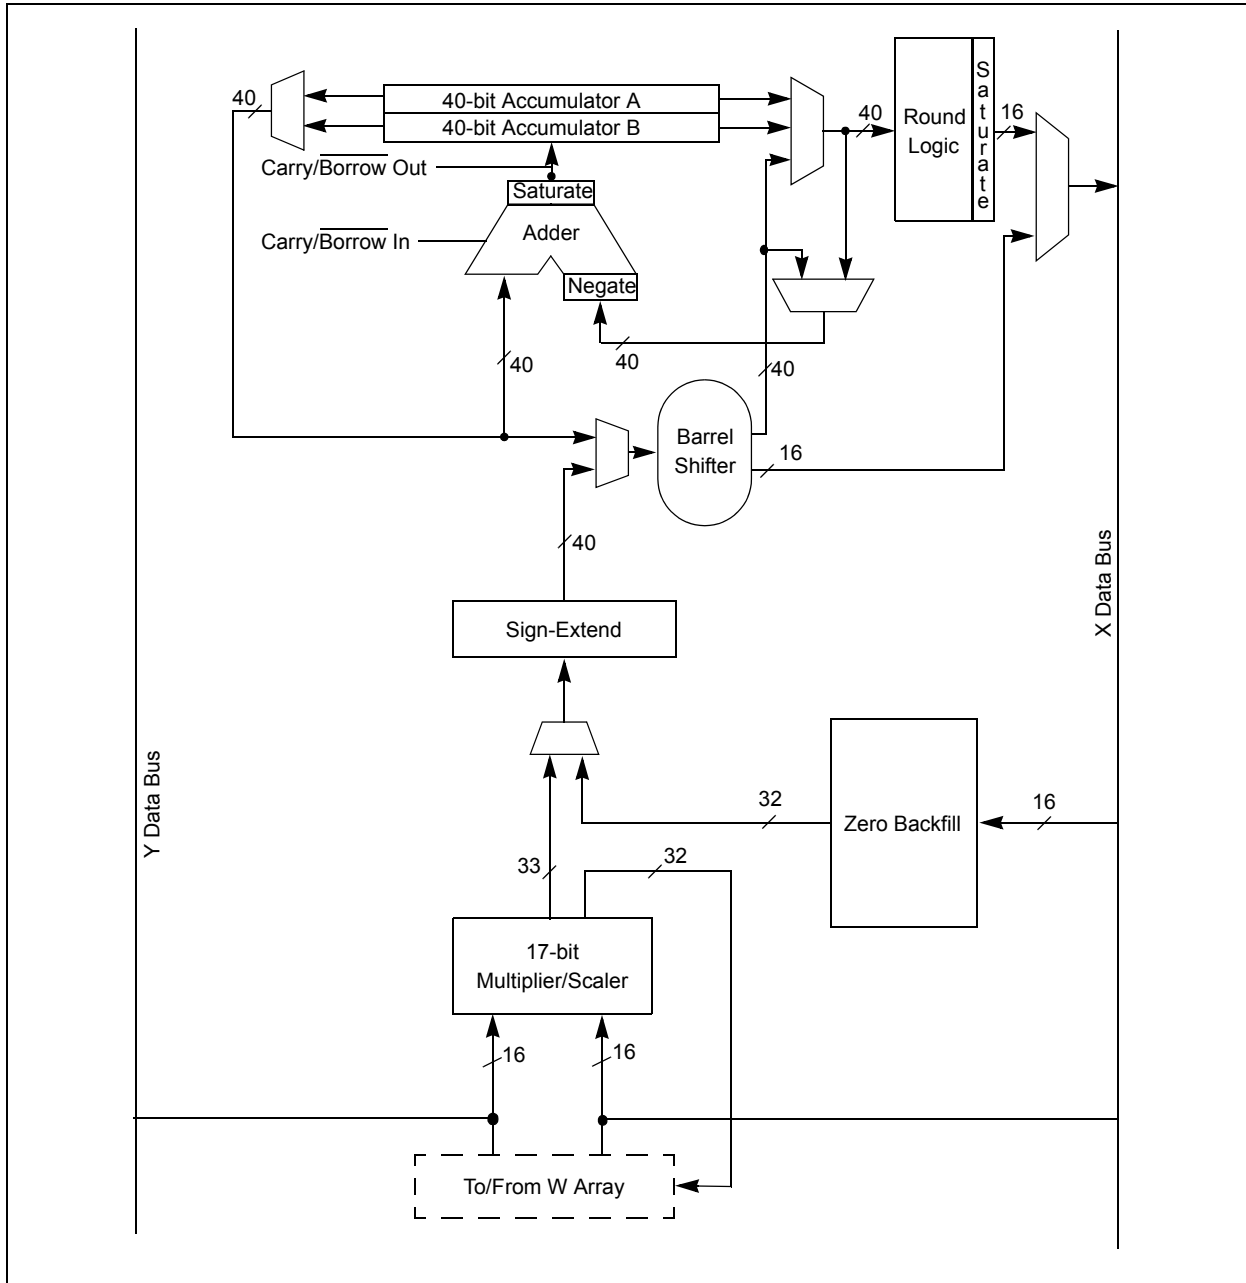 40
40-bit Accumulator A
40-bit Accumulator B
40
Round
Logic
Saturate
16
Carry/Borrow Out
Saturate
Carry/Borrow In
Adder
Negate
40
40
40
Barrel
Shifter
16
40
X Data Bus
Sign-Extend
Y Data Bus
32
Zero Backfill
16
33
32
17-bit
Multiplier/Scaler
16
16
To/From W Array